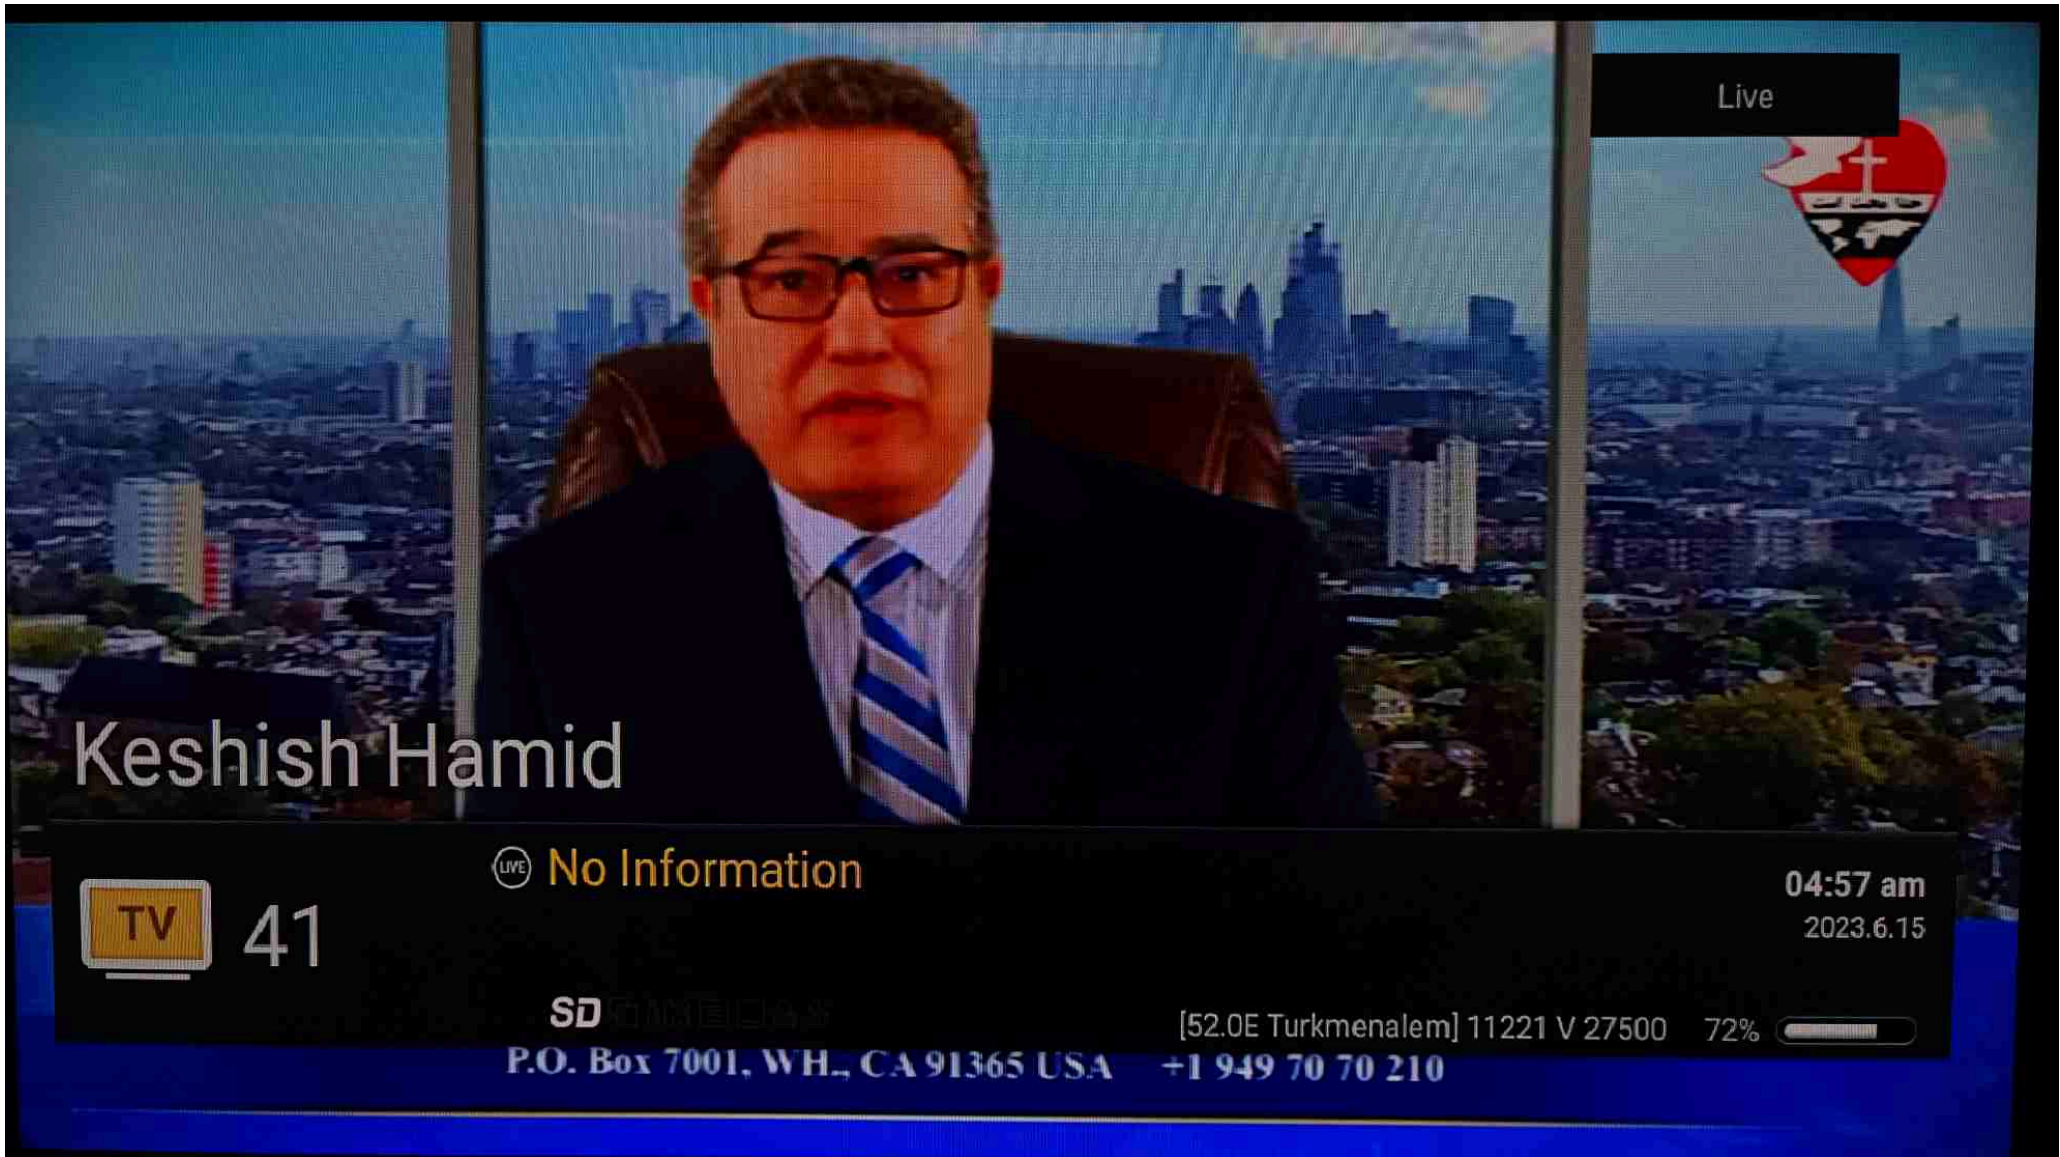 Live
Keshish Hamid
LIVE No Information
TV 41
04:57 am
2023.6.15
SD
[52.0E Turkmenalem] 11221 V 27500 72%
P.O. Box 7001, WH., CA 91365 USA +1 949 70 70 210